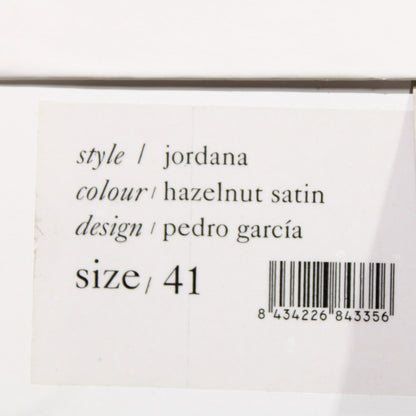 style / jordana
colour / hazelnut satin
design / pedro garcía
size / 41
8 434226 843356